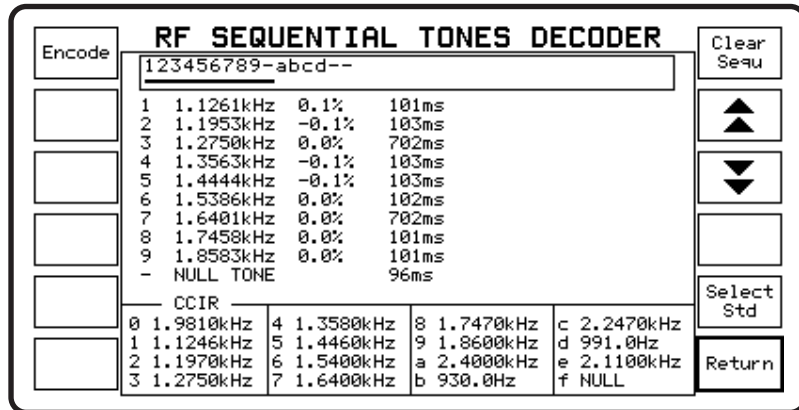 RF SEQUENTIAL TONES DECODER
Encode
Clear
Sequ
123456789-abcd--
1 1.1261kHz 0.1% 101ms
2 1.1953kHz -0.1% 103ms
3 1.2750kHz 0.0% 702ms
4 1.3563kHz -0.1% 103ms
5 1.4444kHz -0.1% 103ms
6 1.5386kHz 0.0% 102ms
7 1.6401kHz 0.0% 702ms
8 1.7458kHz 0.0% 101ms
9 1.8583kHz 0.0% 101ms
- NULL TONE 96ms
Select
Std
CCIR
0 1.9810kHz 4 1.3580kHz 8 1.7470kHz c 2.2470kHz
1 1.1246kHz 5 1.4460kHz 9 1.8600kHz d 991.0Hz
2 1.1970kHz 6 1.5400kHz a 2.4000kHz e 2.1100kHz
3 1.2750kHz 7 1.6400kHz b 930.0Hz f NULL
Return